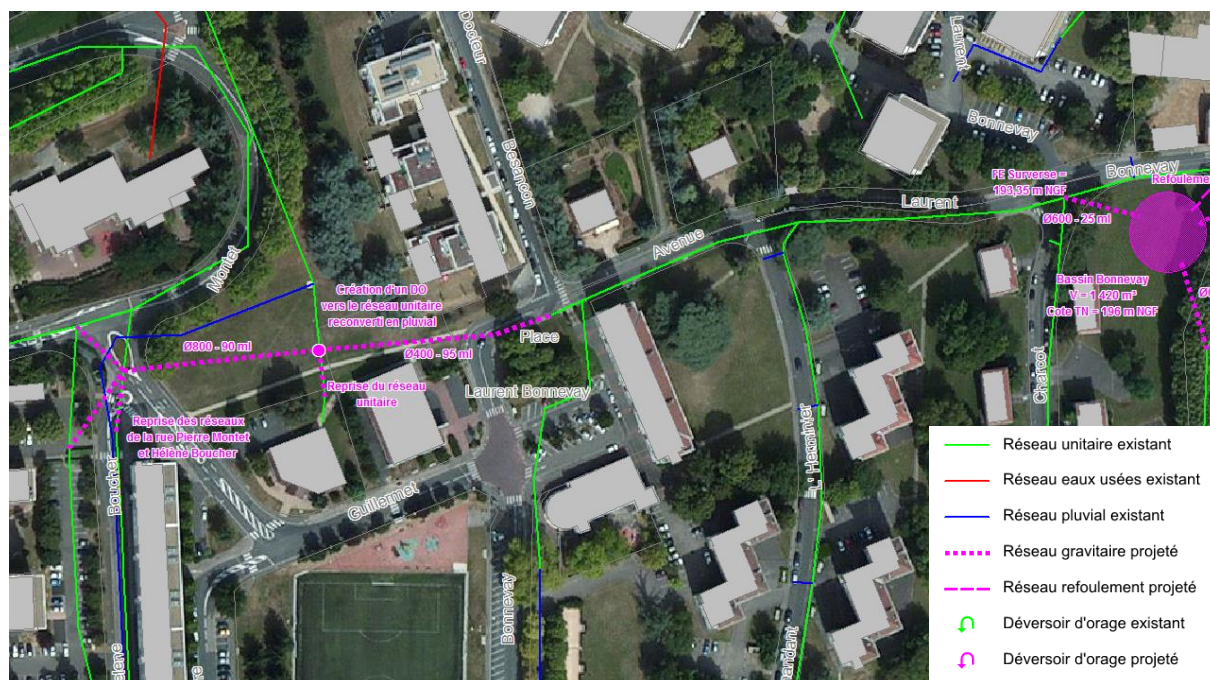 Docteur
Besançon
Laurent
Bonnevay
FE Surverse =
193,35 m NGF
Bonnevay
Refoulement
Laurent
Ø600 - 25 ml
Avenue
Montet
Bassin Bonnevay
V = 1 420 m³
Cote TN = 196 m NGF
Création d'un DO
vers le réseau unitaire
reconverti en pluvial
Ø800 - 90 ml
Ø400 - 95 ml
Place
Laurent Bonnevay
Reprise du réseau
unitaire
Charcot
Reprise des réseaux
de la rue Pierre Montet
et Hélène Boucher
Boucher
L'Herminier
Guillermet
Bonnevay
Réseau unitaire existant
Réseau eaux usées existant
Réseau pluvial existant
Réseau gravitaire projeté
Réseau refoulement projeté
Déversoir d'orage existant
Déversoir d'orage projeté